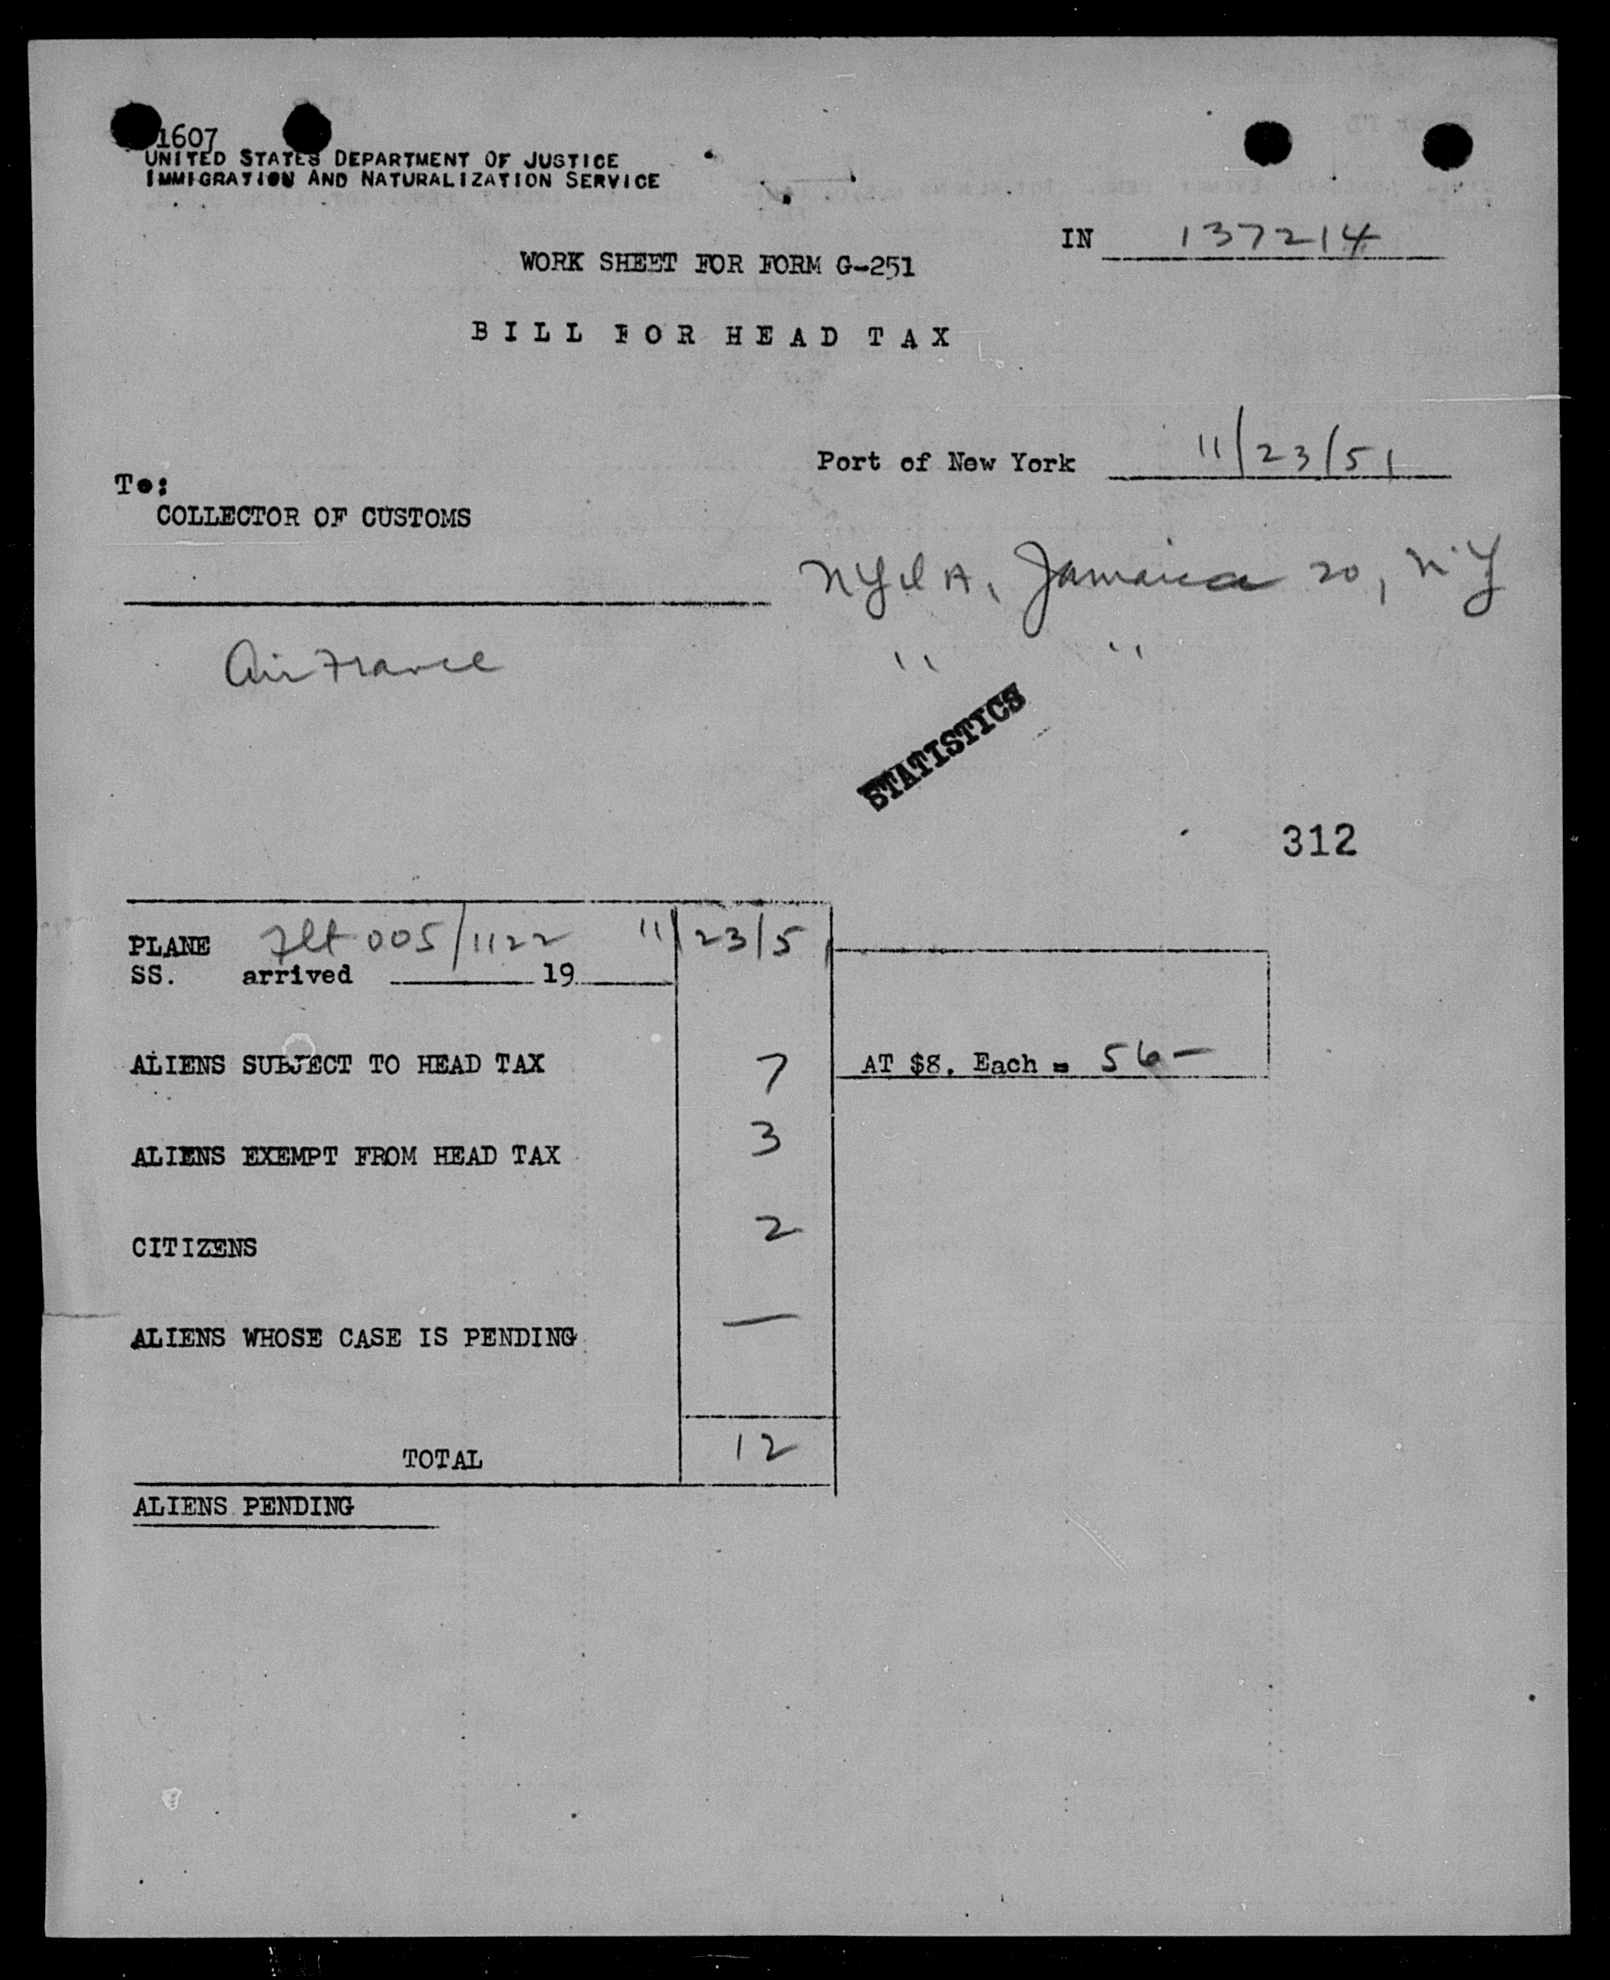 1607
UNITED STATES DEPARTMENT OF JUSTICE
IMMIGRATION AND NATURALIZATION SERVICE
IN 137214
WORK SHEET FOR FORM G-251
BILL FOR HEAD TAX
Port of New York 11/23/51
To:
COLLECTOR OF CUSTOMS
NYIA, Jamaica 20, NY
Air France " "
STATISTICS
312
PLANE Flt 005/1122 11/23/51
SS. arrived 19
ALIENS SUBJECT TO HEAD TAX 7 AT $8. Each = 56-
ALIENS EXEMPT FROM HEAD TAX 3
CITIZENS 2
ALIENS WHOSE CASE IS PENDING —
TOTAL 12
ALIENS PENDING